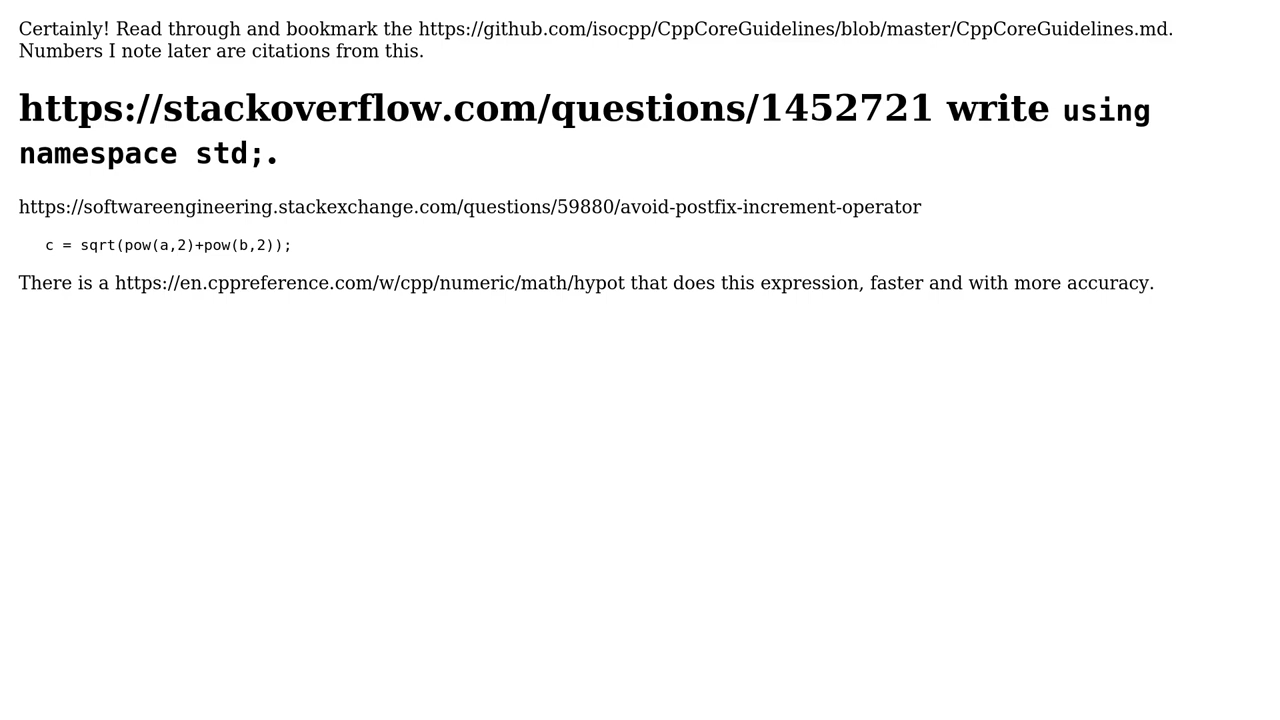 Certainly! Read through and bookmark the https://github.com/isocpp/CppCoreGuidelines/blob/master/CppCoreGuidelines.md.
Numbers I note later are citations from this.
https://stackoverflow.com/questions/1452721 write using
namespace std;.
https://softwareengineering.stackexchange.com/questions/59880/avoid-postfix-increment-operator
c = sqrt(pow(a,2)+pow(b,2));
There is a https://en.cppreference.com/w/cpp/numeric/math/hypot that does this expression, faster and with more accuracy.